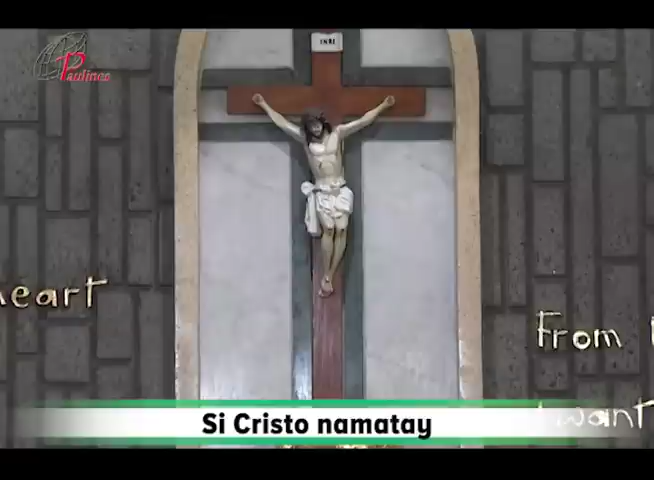 Paulines
INRI
heart
From
want
Si Cristo namatay